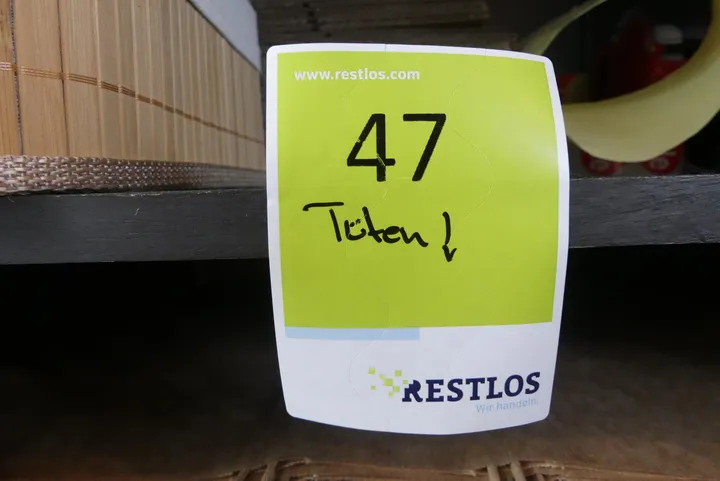 www.restlos.com
47
Tüten ↓
RESTLOS
Wir handeln.